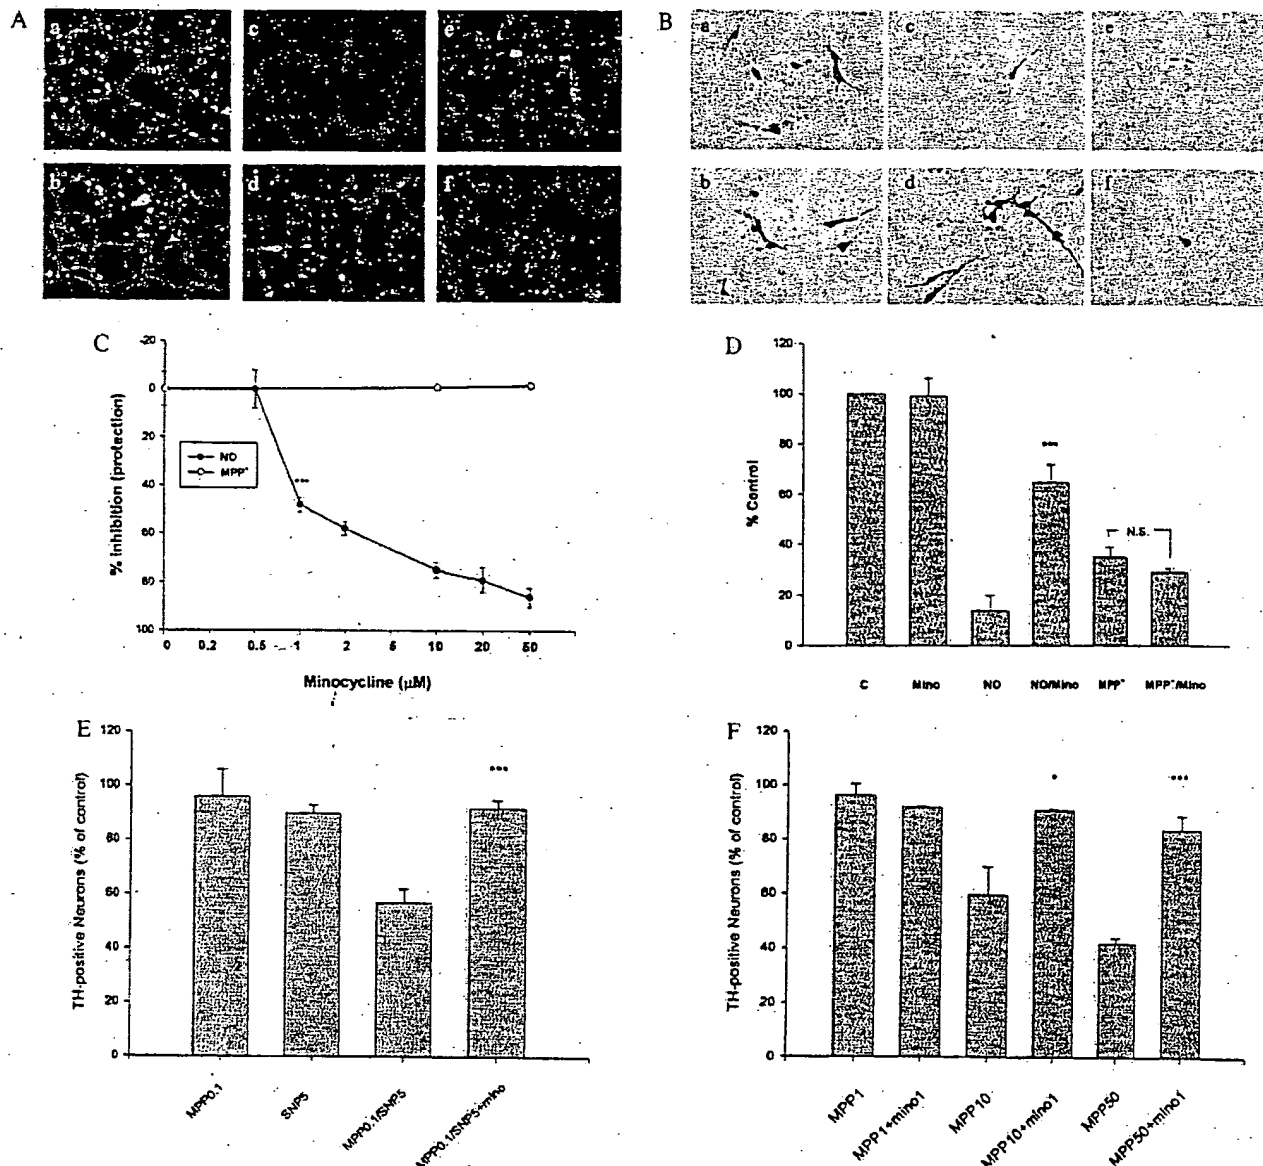 A
a
c
e
b
d
f
B
a
c
e
b
d
f
C
% Inhibition (protection)
-20
0
20
40
60
80
100
NO
MPP+
***
0 0.2 0.5 1 2 5 10 20 50
Minocycline (µM)
D
% Control
120
100
80
60
40
20
0
***
N.S.
C Mino NO NO/Mino MPP+ MPP+/Mino
E
TH-positive Neurons (% of control)
120
100
80
60
40
20
0
***
MPP0.1
SNP5
MPP0.1/SNP5
MPP0.1/SNP5+mino
F
TH-positive Neurons (% of control)
120
100
80
60
40
20
0
*
***
MPP1
MPP1+mino1
MPP10
MPP10+mino1
MPP50
MPP50+mino1